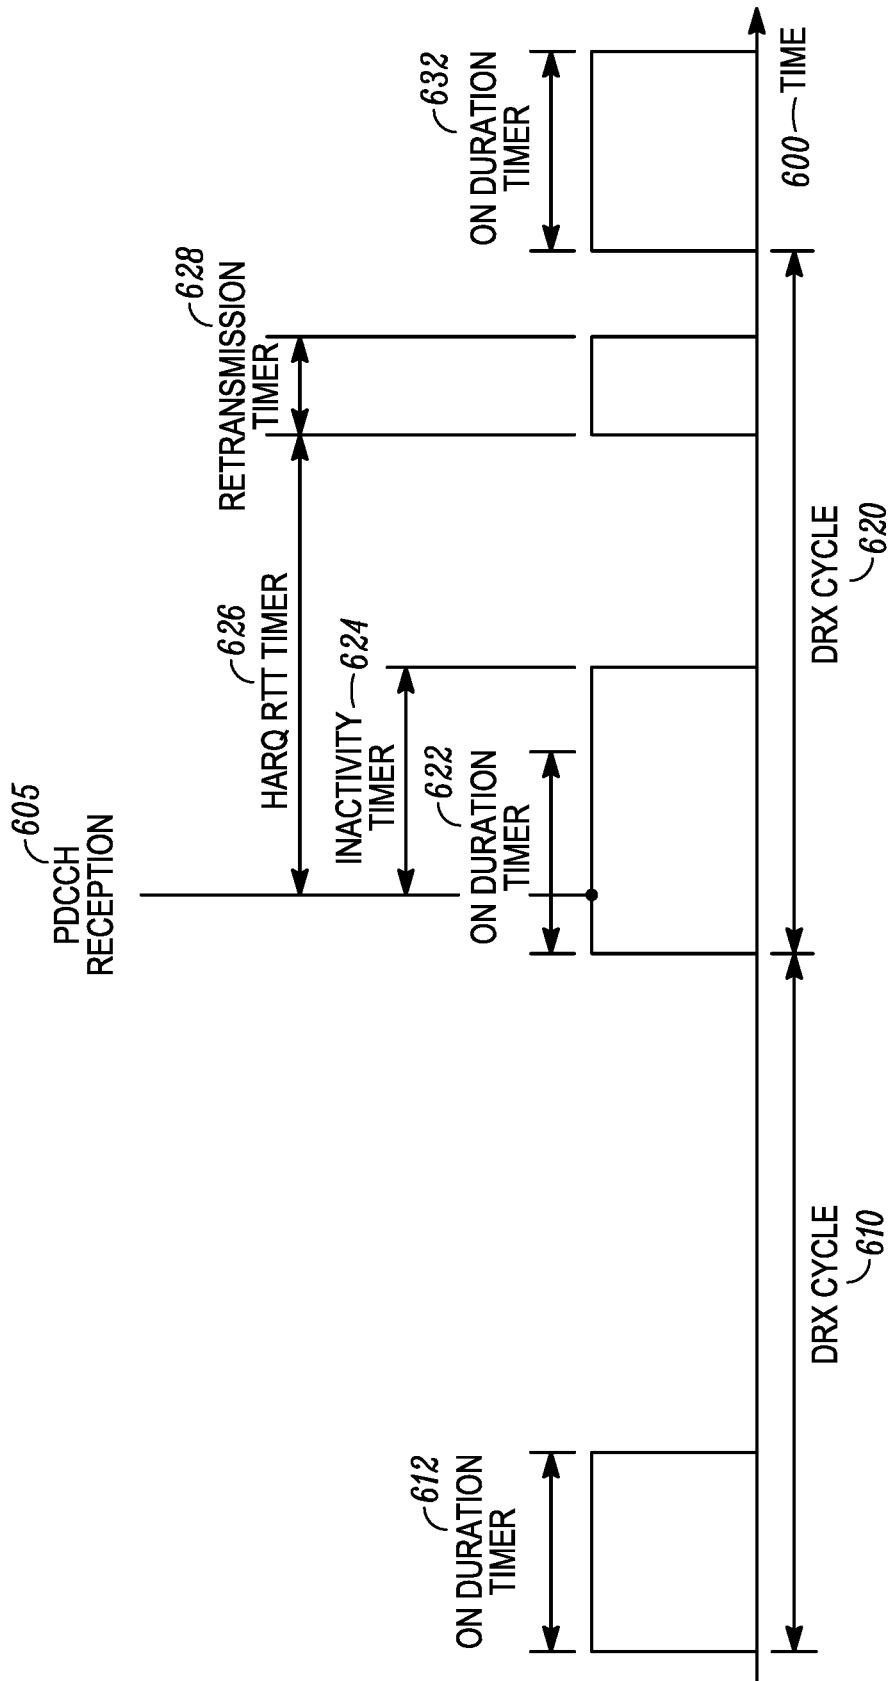 605
PDCCH
RECEPTION
628
RETRANSMISSION
TIMER
626
HARQ RTT TIMER
INACTIVITY 624
TIMER
612
ON DURATION
TIMER
622
ON DURATION
TIMER
632
ON DURATION
TIMER
600 TIME
DRX CYCLE
610
DRX CYCLE
620